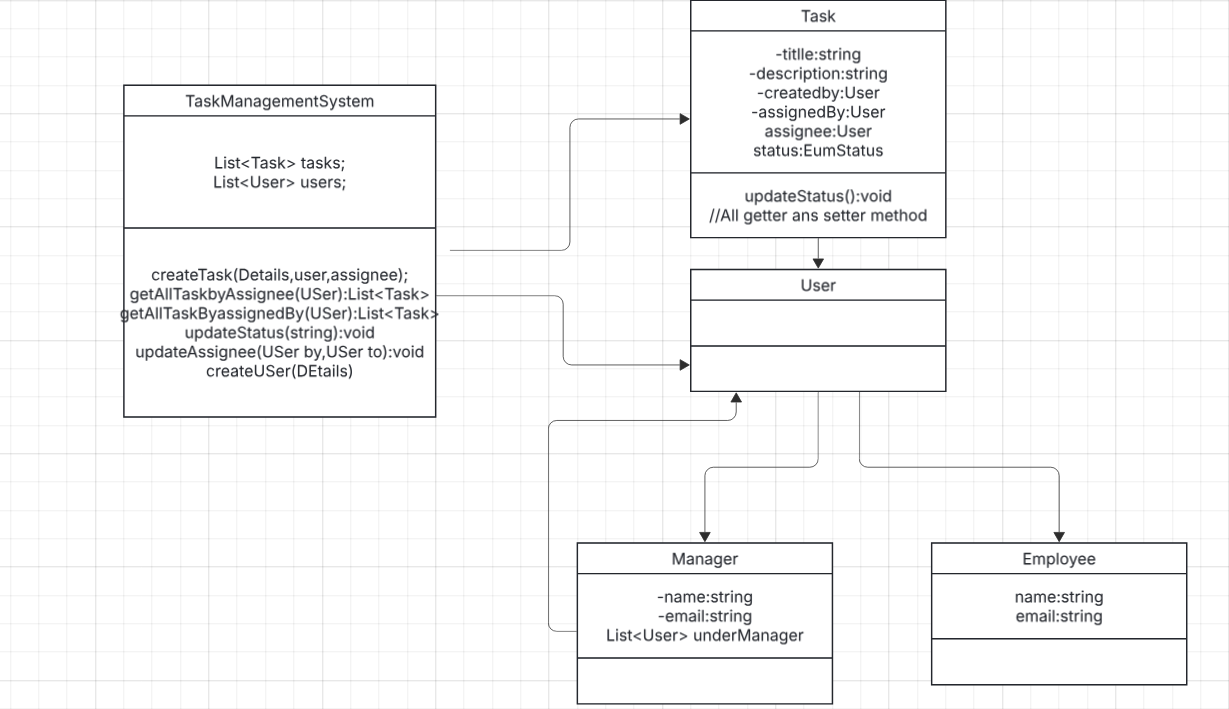 Task
-titlle:string
-description:string
-createdby:User
-assignedBy:User
assignee:User
status:EumStatus
updateStatus():void
//All getter ans setter method
TaskManagementSystem
List<Task> tasks;
List<User> users;
createTask(Details,user,assignee);
getAllTaskbyAssignee(USer):List<Task>
getAllTaskByassignedBy(USer):List<Task>
updateStatus(string):void
updateAssignee(USer by,USer to):void
createUSer(DEtails)
User
Manager
-name:string
-email:string
List<User> underManager
Employee
name:string
email:string